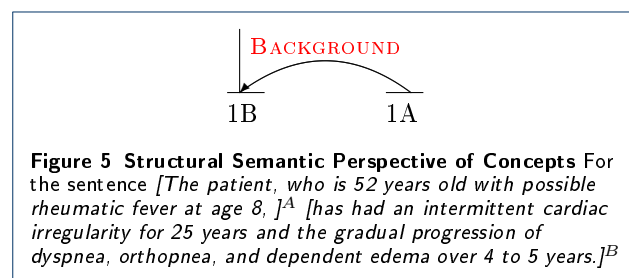 BACKGROUND
1B 1A
Figure 5 Structural Semantic Perspective of Concepts For
the sentence [The patient, who is 52 years old with possible
rheumatic fever at age 8, ]A [has had an intermittent cardiac
irregularity for 25 years and the gradual progression of
dyspnea, orthopnea, and dependent edema over 4 to 5 years.]B